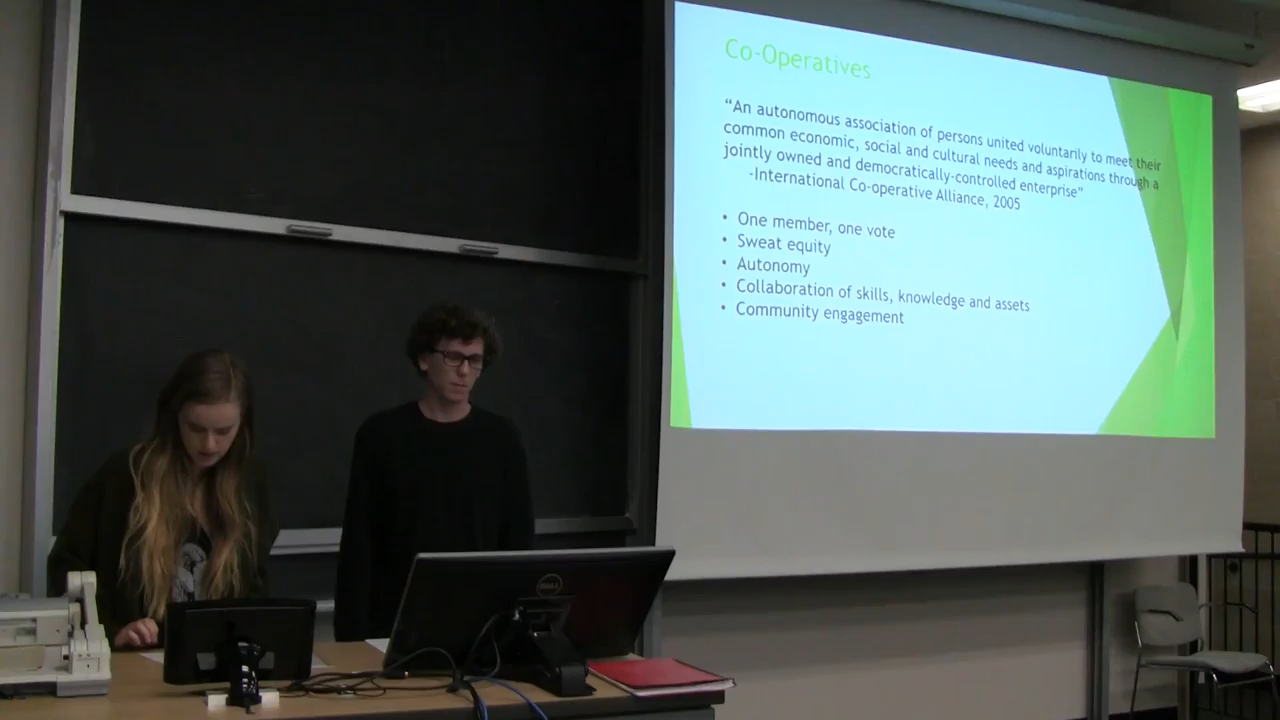 Co-Operatives
“An autonomous association of persons united voluntarily to meet their
common economic, social and cultural needs and aspirations through a
jointly owned and democratically-controlled enterprise”
-International Co-operative Alliance, 2005
• One member, one vote
• Sweat equity
• Autonomy
• Collaboration of skills, knowledge and assets
• Community engagement
DELL